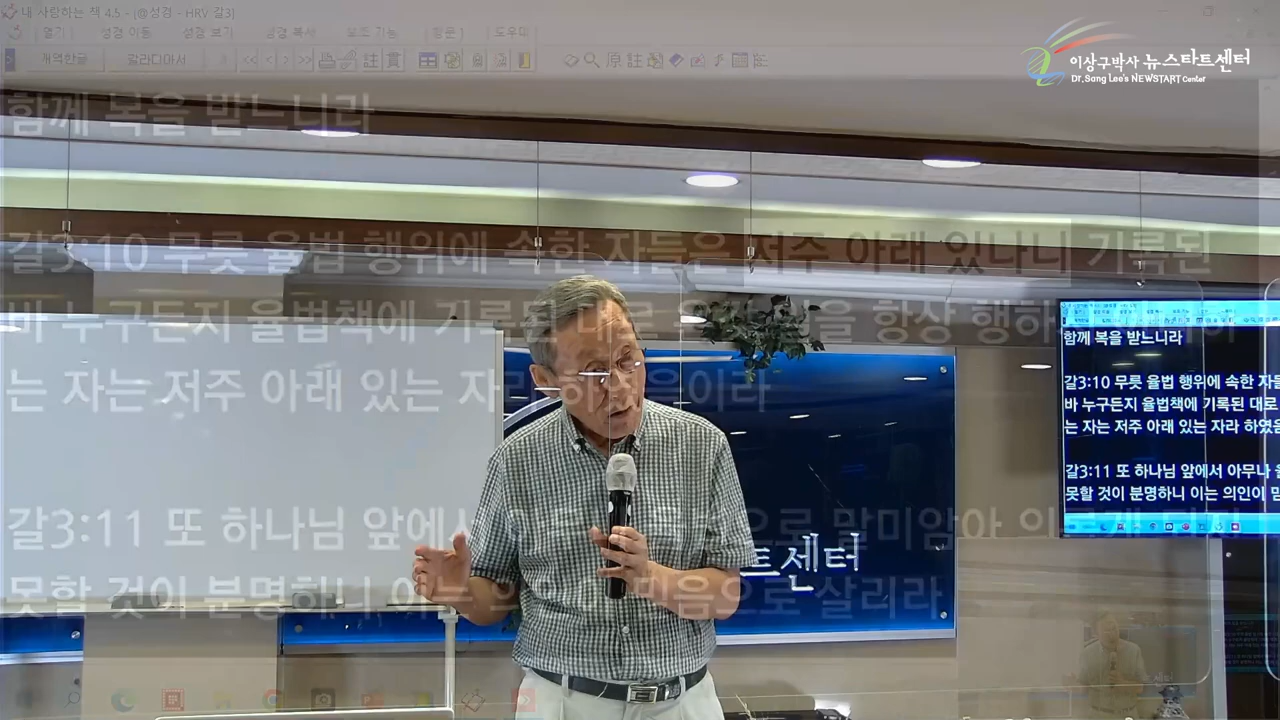 내 사랑하는 책 4.5 - [@성경 - HRV 갈3]
열기 성경 이동 성경 보기 성경 복사 보조 기능 창문 도우미
개역한글 갈라디아서 3
이상구박사 뉴스타트센터
Dr. Sang Lee's NEWSTART Center
함께 복을 받느니라
갈3:10 무릇 율법 행위에 속한 자들은 저주 아래 있나니 기록된
바 누구든지 율법책에 기록된 대로 온갖 일을 항상 행하지
는 자는 저주 아래 있는 자라 하였음이라
갈3:11 또 하나님 앞에서 으로 말미암아 의롭게 되지
못할 것이 분명하니 이는 의인이 믿음으로 살리라
함께 복을 받느니라
갈3:10 무릇 율법 행위에 속한 자들
바 누구든지 율법책에 기록된 대로
는 자는 저주 아래 있는 자라 하였음
갈3:11 또 하나님 앞에서 아무나 율
못할 것이 분명하니 이는 의인이 믿
트센터